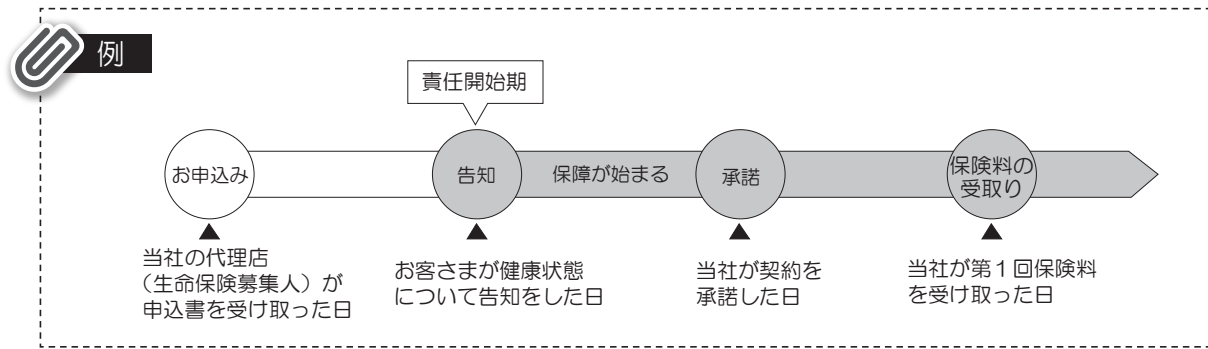 例
責任開始期
お申込み
告知
保障が始まる
承諾
保険料の
受取り
当社の代理店
（生命保険募集人）が
申込書を受け取った日
お客さまが健康状態
について告知をした日
当社が契約を
承諾した日
当社が第１回保険料
を受け取った日